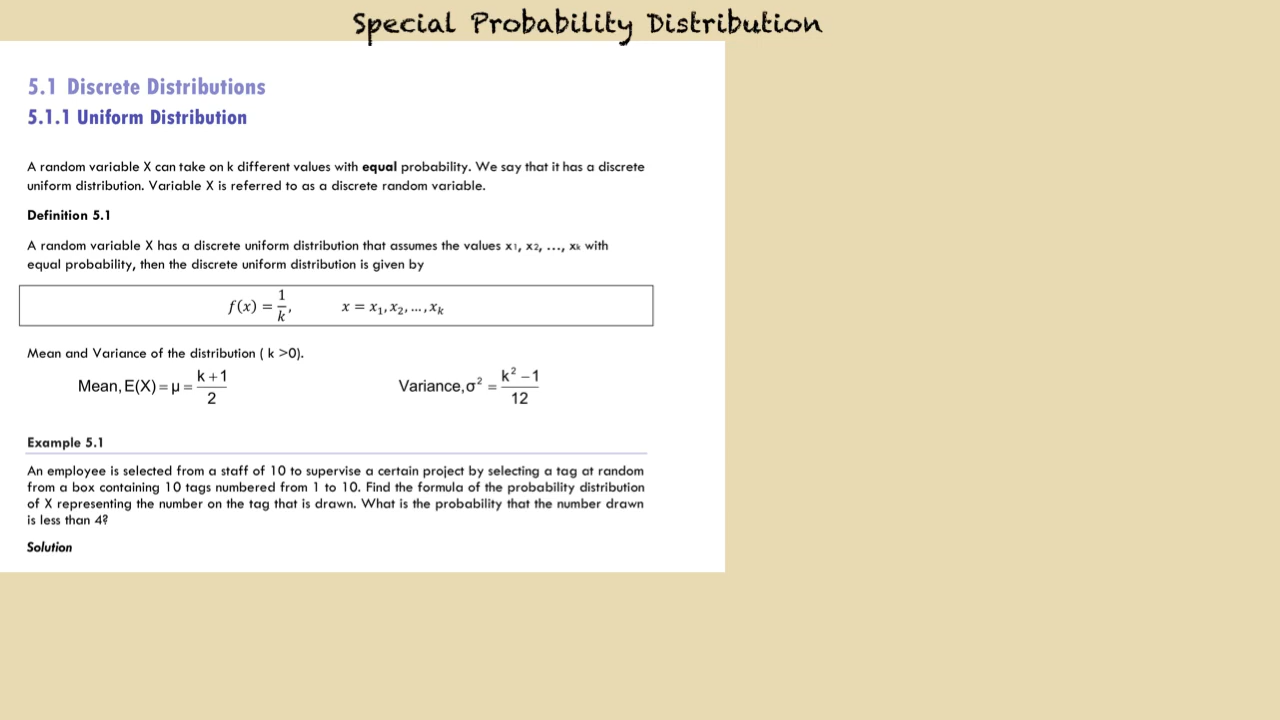 Special Probability Distribution
5.1 Discrete Distributions
5.1.1 Uniform Distribution
A random variable X can take on k different values with equal probability. We say that it has a discrete
uniform distribution. Variable X is referred to as a discrete random variable.
Definition 5.1
A random variable X has a discrete uniform distribution that assumes the values x₁, x₂, …, xₖ with
equal probability, then the discrete uniform distribution is given by
f(x) = 1/k, x = x₁, x₂, … , xₖ
Mean and Variance of the distribution ( k >0).
Mean, E(X) = μ = (k + 1)/2 Variance, σ² = (k² − 1)/12
Example 5.1
An employee is selected from a staff of 10 to supervise a certain project by selecting a tag at random
from a box containing 10 tags numbered from 1 to 10. Find the formula of the probability distribution
of X representing the number on the tag that is drawn. What is the probability that the number drawn
is less than 4?
Solution